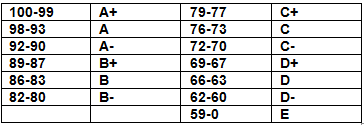 100-99 A+ 79-77 C+
98-93 A 76-73 C
92-90 A- 72-70 C-
89-87 B+ 69-67 D+
86-83 B 66-63 D
82-80 B- 62-60 D-
59-0 E